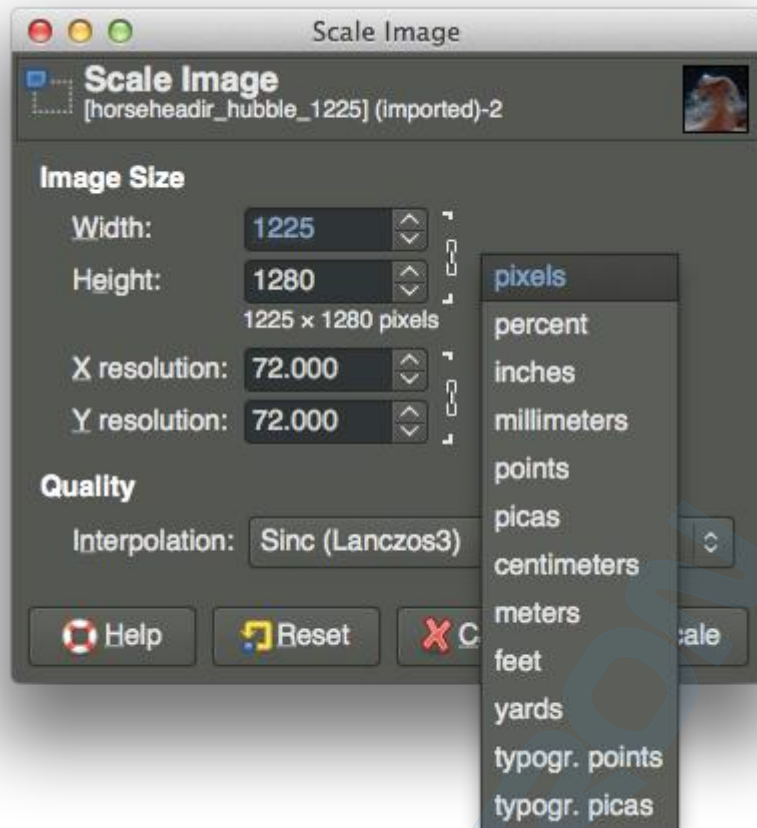 Scale Image
Scale Image
[horseheadir_hubble_1225] (imported)-2
Image Size
Width: 1225
Height: 1280
1225 × 1280 pixels
X resolution: 72.000
Y resolution: 72.000
Quality
Interpolation: Sinc (Lanczos3)
Help Reset C cale
pixels
percent
inches
millimeters
points
picas
centimeters
meters
feet
yards
typogr. points
typogr. picas